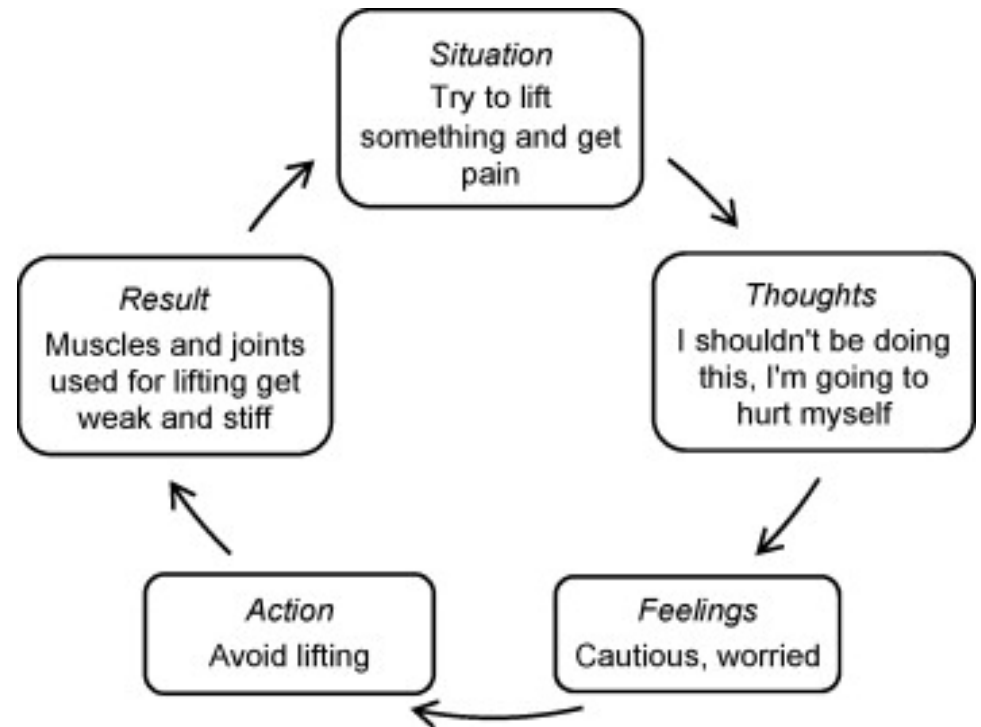 Situation
Try to lift
something and get
pain
Thoughts
I shouldn't be doing
this, I'm going to
hurt myself
Feelings
Cautious, worried
Action
Avoid lifting
Result
Muscles and joints
used for lifting get
weak and stiff